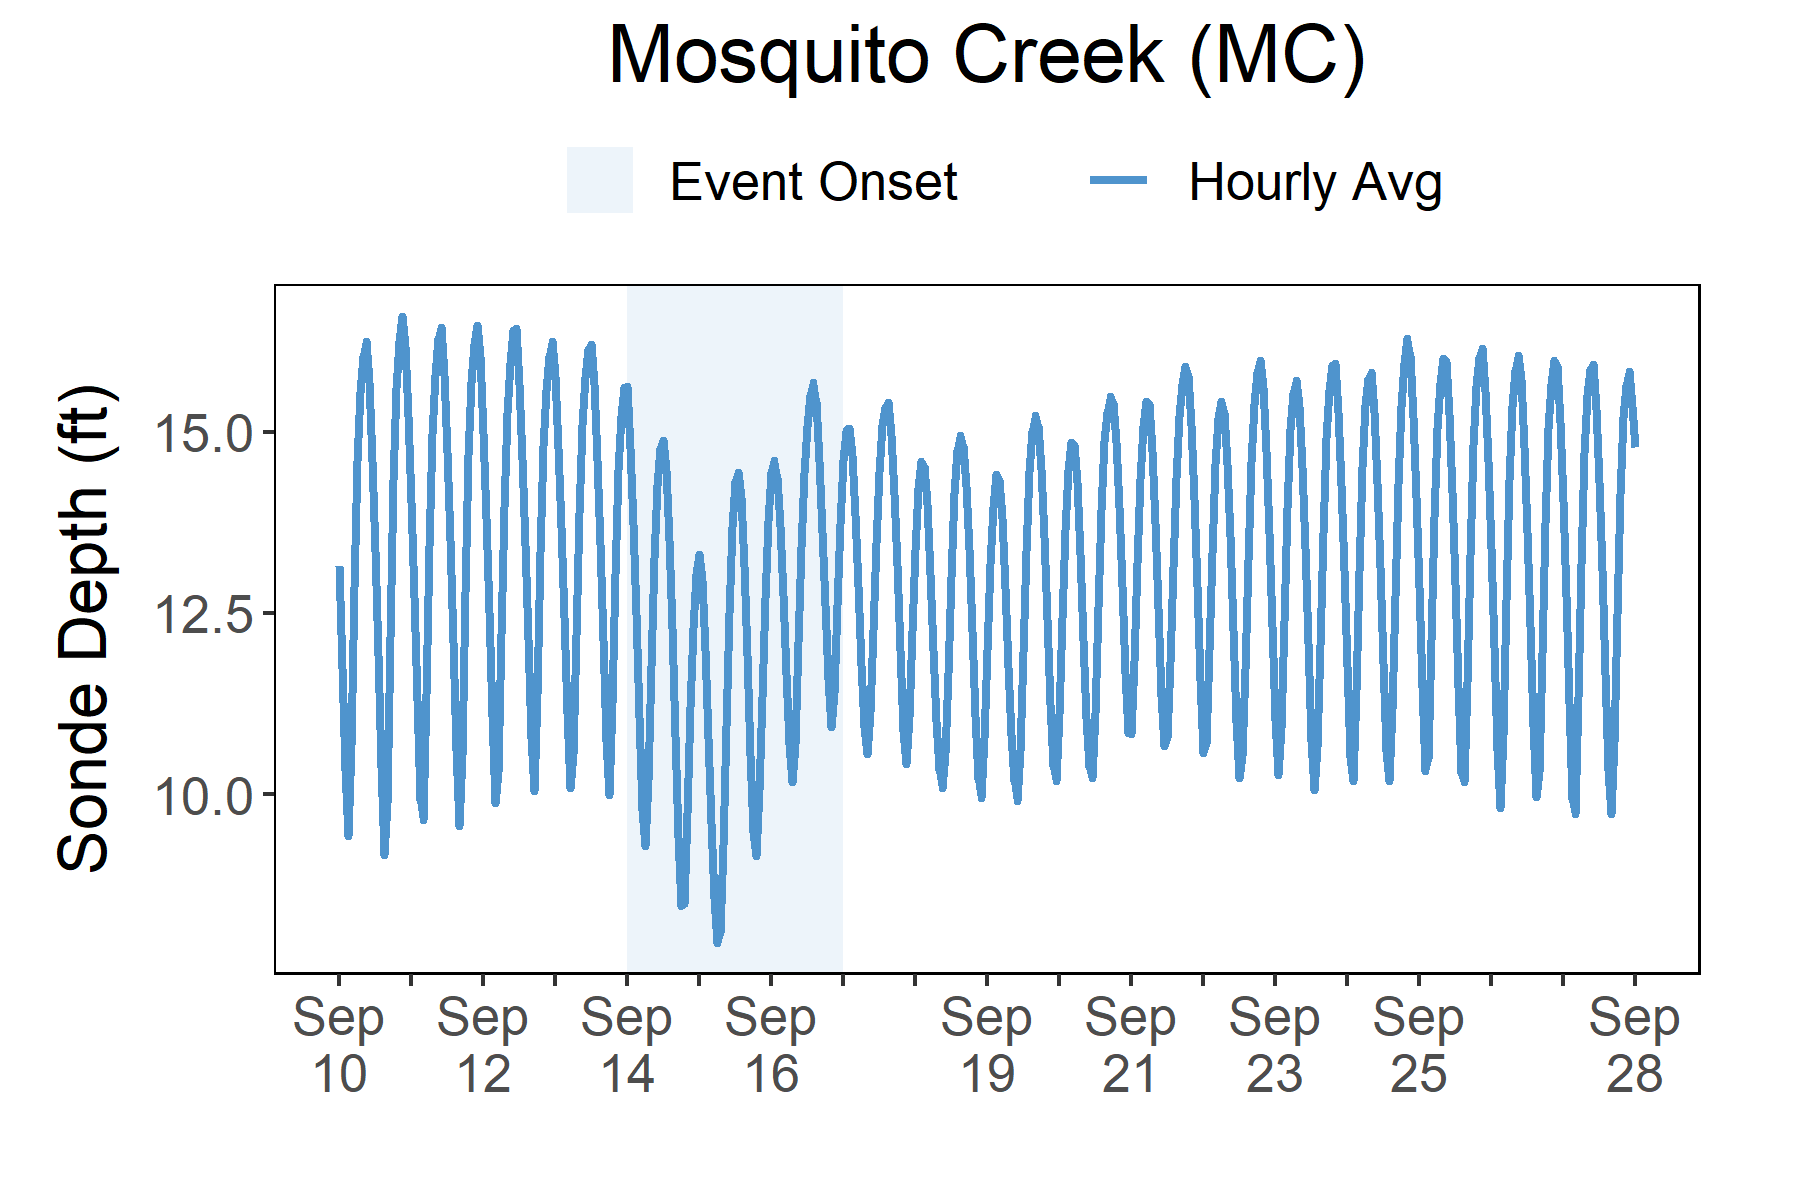 Mosquito Creek (MC)
Event Onset
Hourly Avg
Sonde Depth (ft)
15.0
12.5
10.0
Sep
10
Sep
12
Sep
14
Sep
16
Sep
19
Sep
21
Sep
23
Sep
25
Sep
28